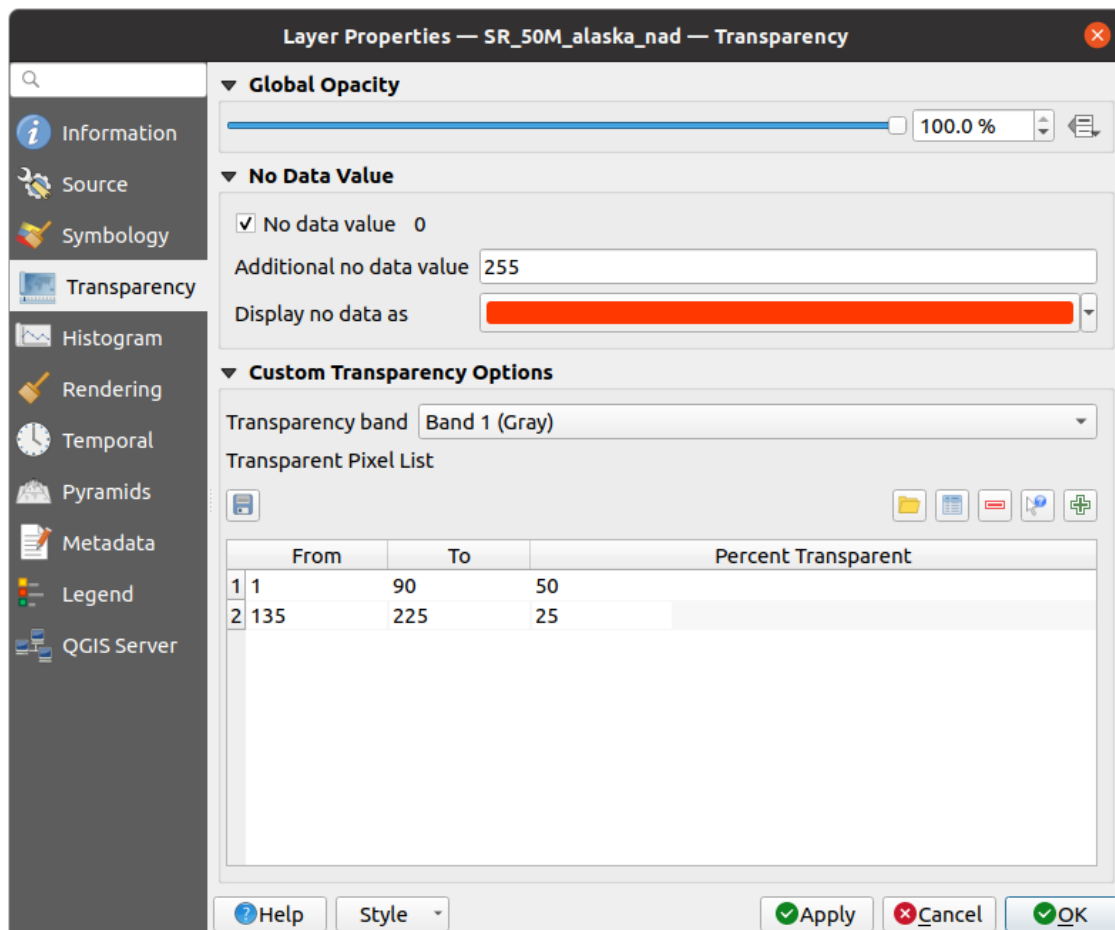 Layer Properties — SR_50M_alaska_nad — Transparency
Information
Source
Symbology
Transparency
Histogram
Rendering
Temporal
Pyramids
Metadata
Legend
QGIS Server
Global Opacity
100.0 %
No Data Value
No data value 0
Additional no data value 255
Display no data as
Custom Transparency Options
Transparency band Band 1 (Gray)
Transparent Pixel List
From To Percent Transparent
1 1 90 50
2 135 225 25
Help Style Apply Cancel OK